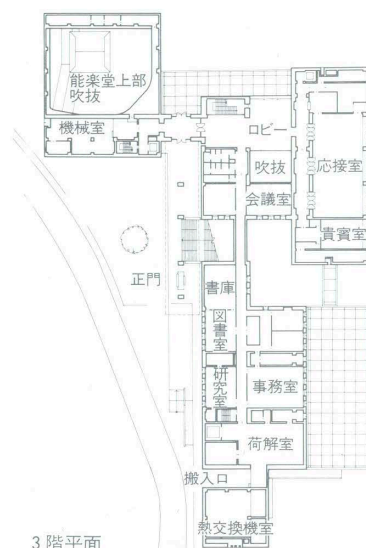 能楽堂上部
吹抜
機械室
ロビー
吹抜
応接室
会議室
貴賓室
正門
書庫
図書室
研究室
事務室
荷解室
搬入口
熱交換機室
3階平面